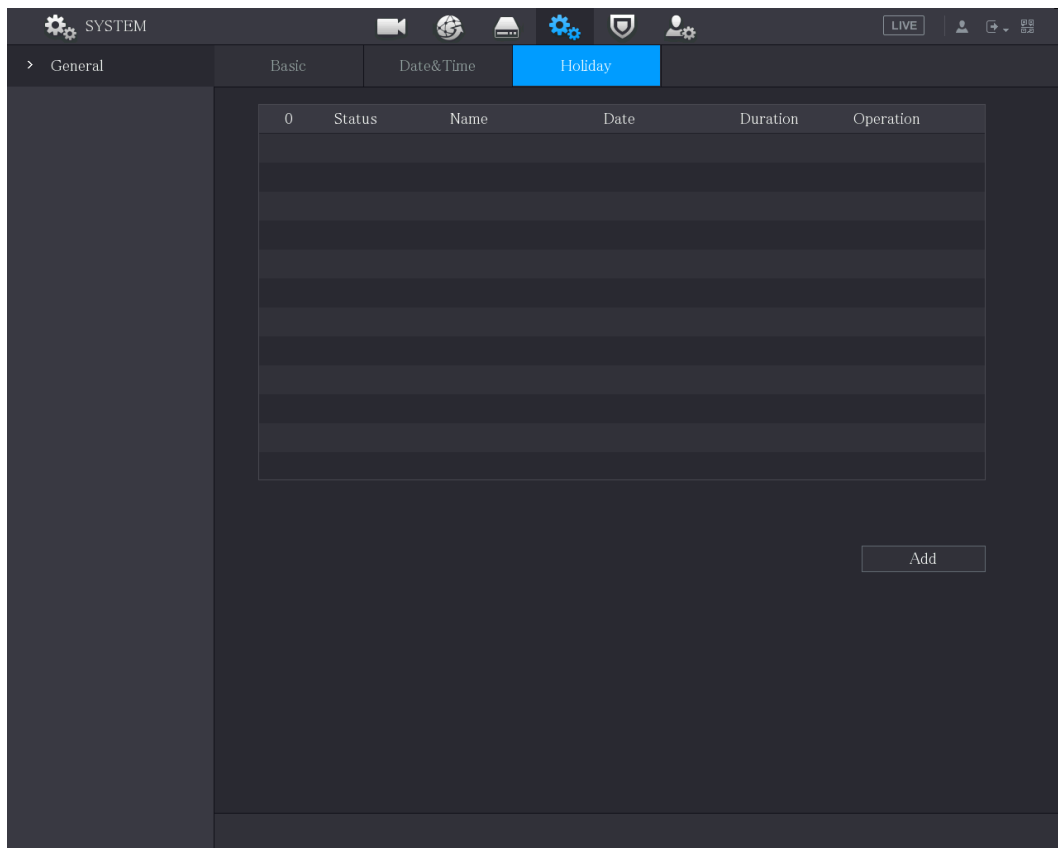 SYSTEM
LIVE
General
Basic
Date&Time
Holiday
0 Status Name Date Duration Operation
Add